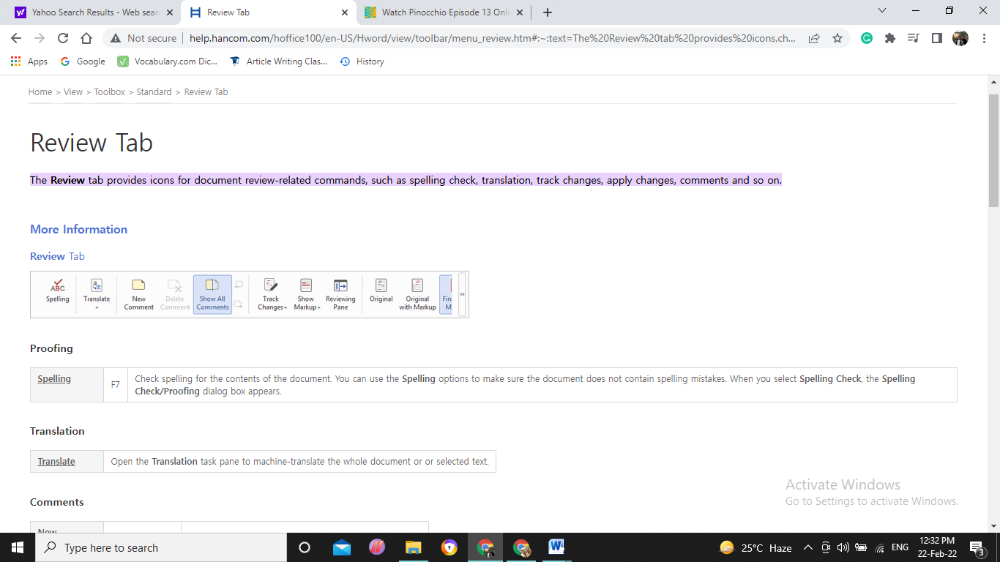 Yahoo Search Results - Web sear
Review Tab
Watch Pinocchio Episode 13 Onli
Not secure
help.hancom.com/hoffice100/en-US/Hword/view/toolbar/menu_review.htm#:~:text=The%20Review%20tab%20provides%20icons,ch...
Apps
Google
Vocabulary.com Dic...
Article Writing Clas...
History
Home > View > Toolbox > Standard > Review Tab
Review Tab
The Review tab provides icons for document review-related commands, such as spelling check, translation, track changes, apply changes, comments and so on.
More Information
Review Tab
ABC
Spelling
Translate
New
Comment
Delete
Comment
Show All
Comments
Track
Changes
Show
Markup
Reviewing
Pane
Original
Original
with Markup
Fin
M
»
Proofing
Spelling
F7
Check spelling for the contents of the document. You can use the Spelling options to make sure the document does not contain spelling mistakes. When you select Spelling Check, the Spelling
Check/Proofing dialog box appears.
Translation
Translate
Open the Translation task pane to machine-translate the whole document or or selected text.
Comments
New
Activate Windows
Go to Settings to activate Windows.
Type here to search
25°C Haze
ENG
12:32 PM
22-Feb-22
3